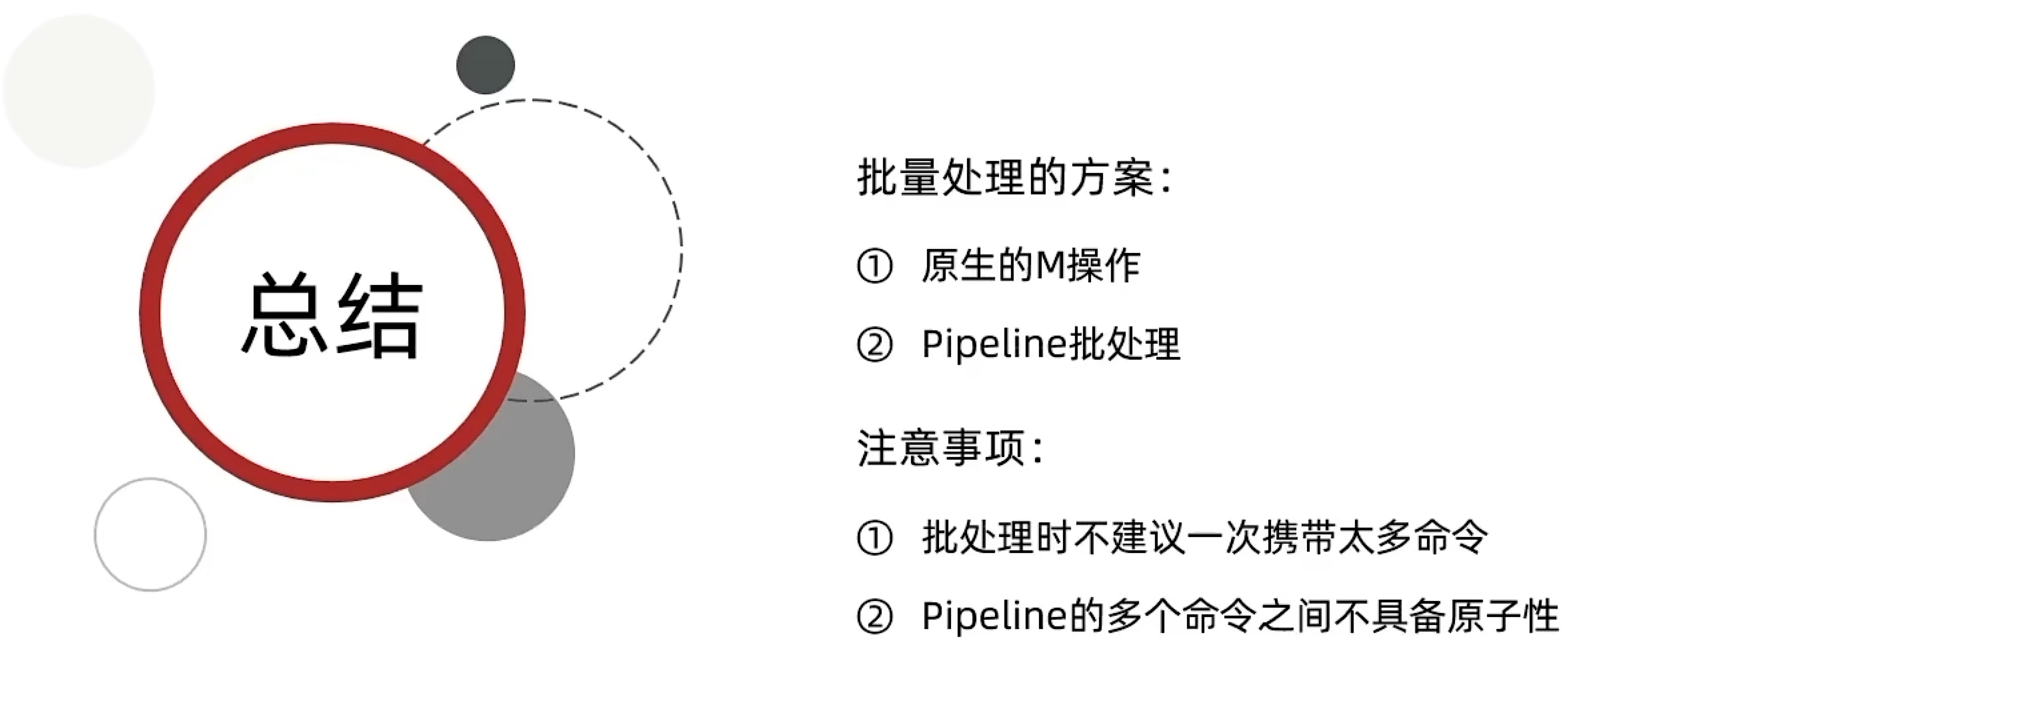 总结
批量处理的方案：
① 原生的M操作
② Pipeline批处理
注意事项：
① 批处理时不建议一次携带太多命令
② Pipeline的多个命令之间不具备原子性